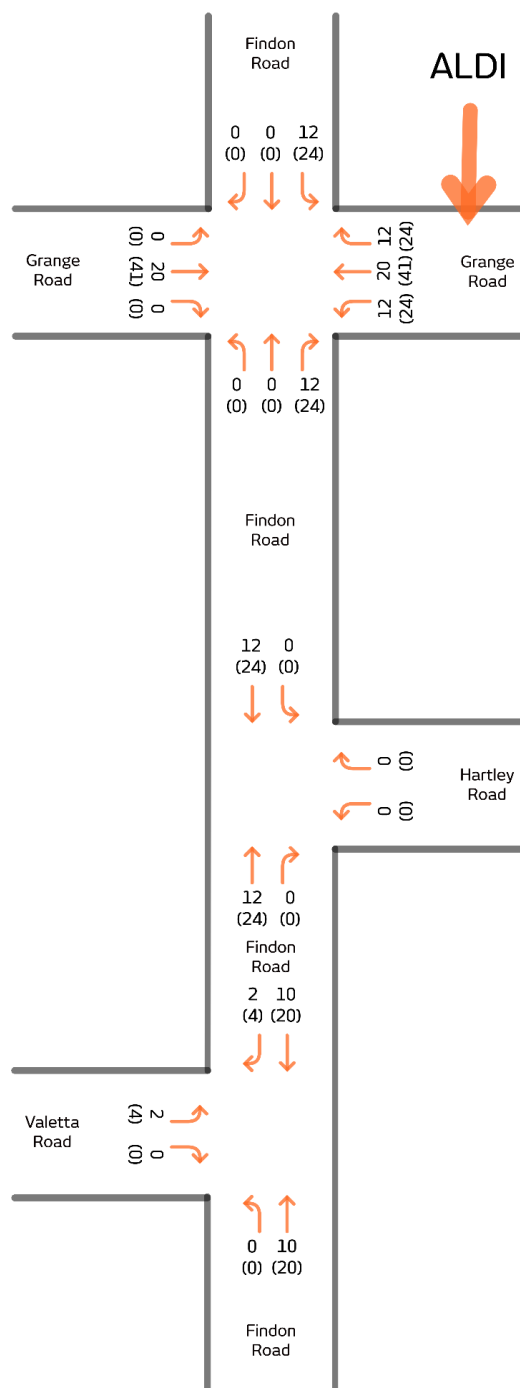 Findon
Road
ALDI
0 0 12
(0) (0) (24)
Grange
Road
0
(0)
20
(41)
0
(0)
12
(24)
20
(41)
12
(24)
Grange
Road
0 0 12
(0) (0) (24)
Findon
Road
12 0
(24) (0)
0
(0)
0
(0)
Hartley
Road
12 0
(24) (0)
Findon
Road
2 10
(4) (20)
Valetta
Road
2
(4)
0
(0)
0 10
(0) (20)
Findon
Road